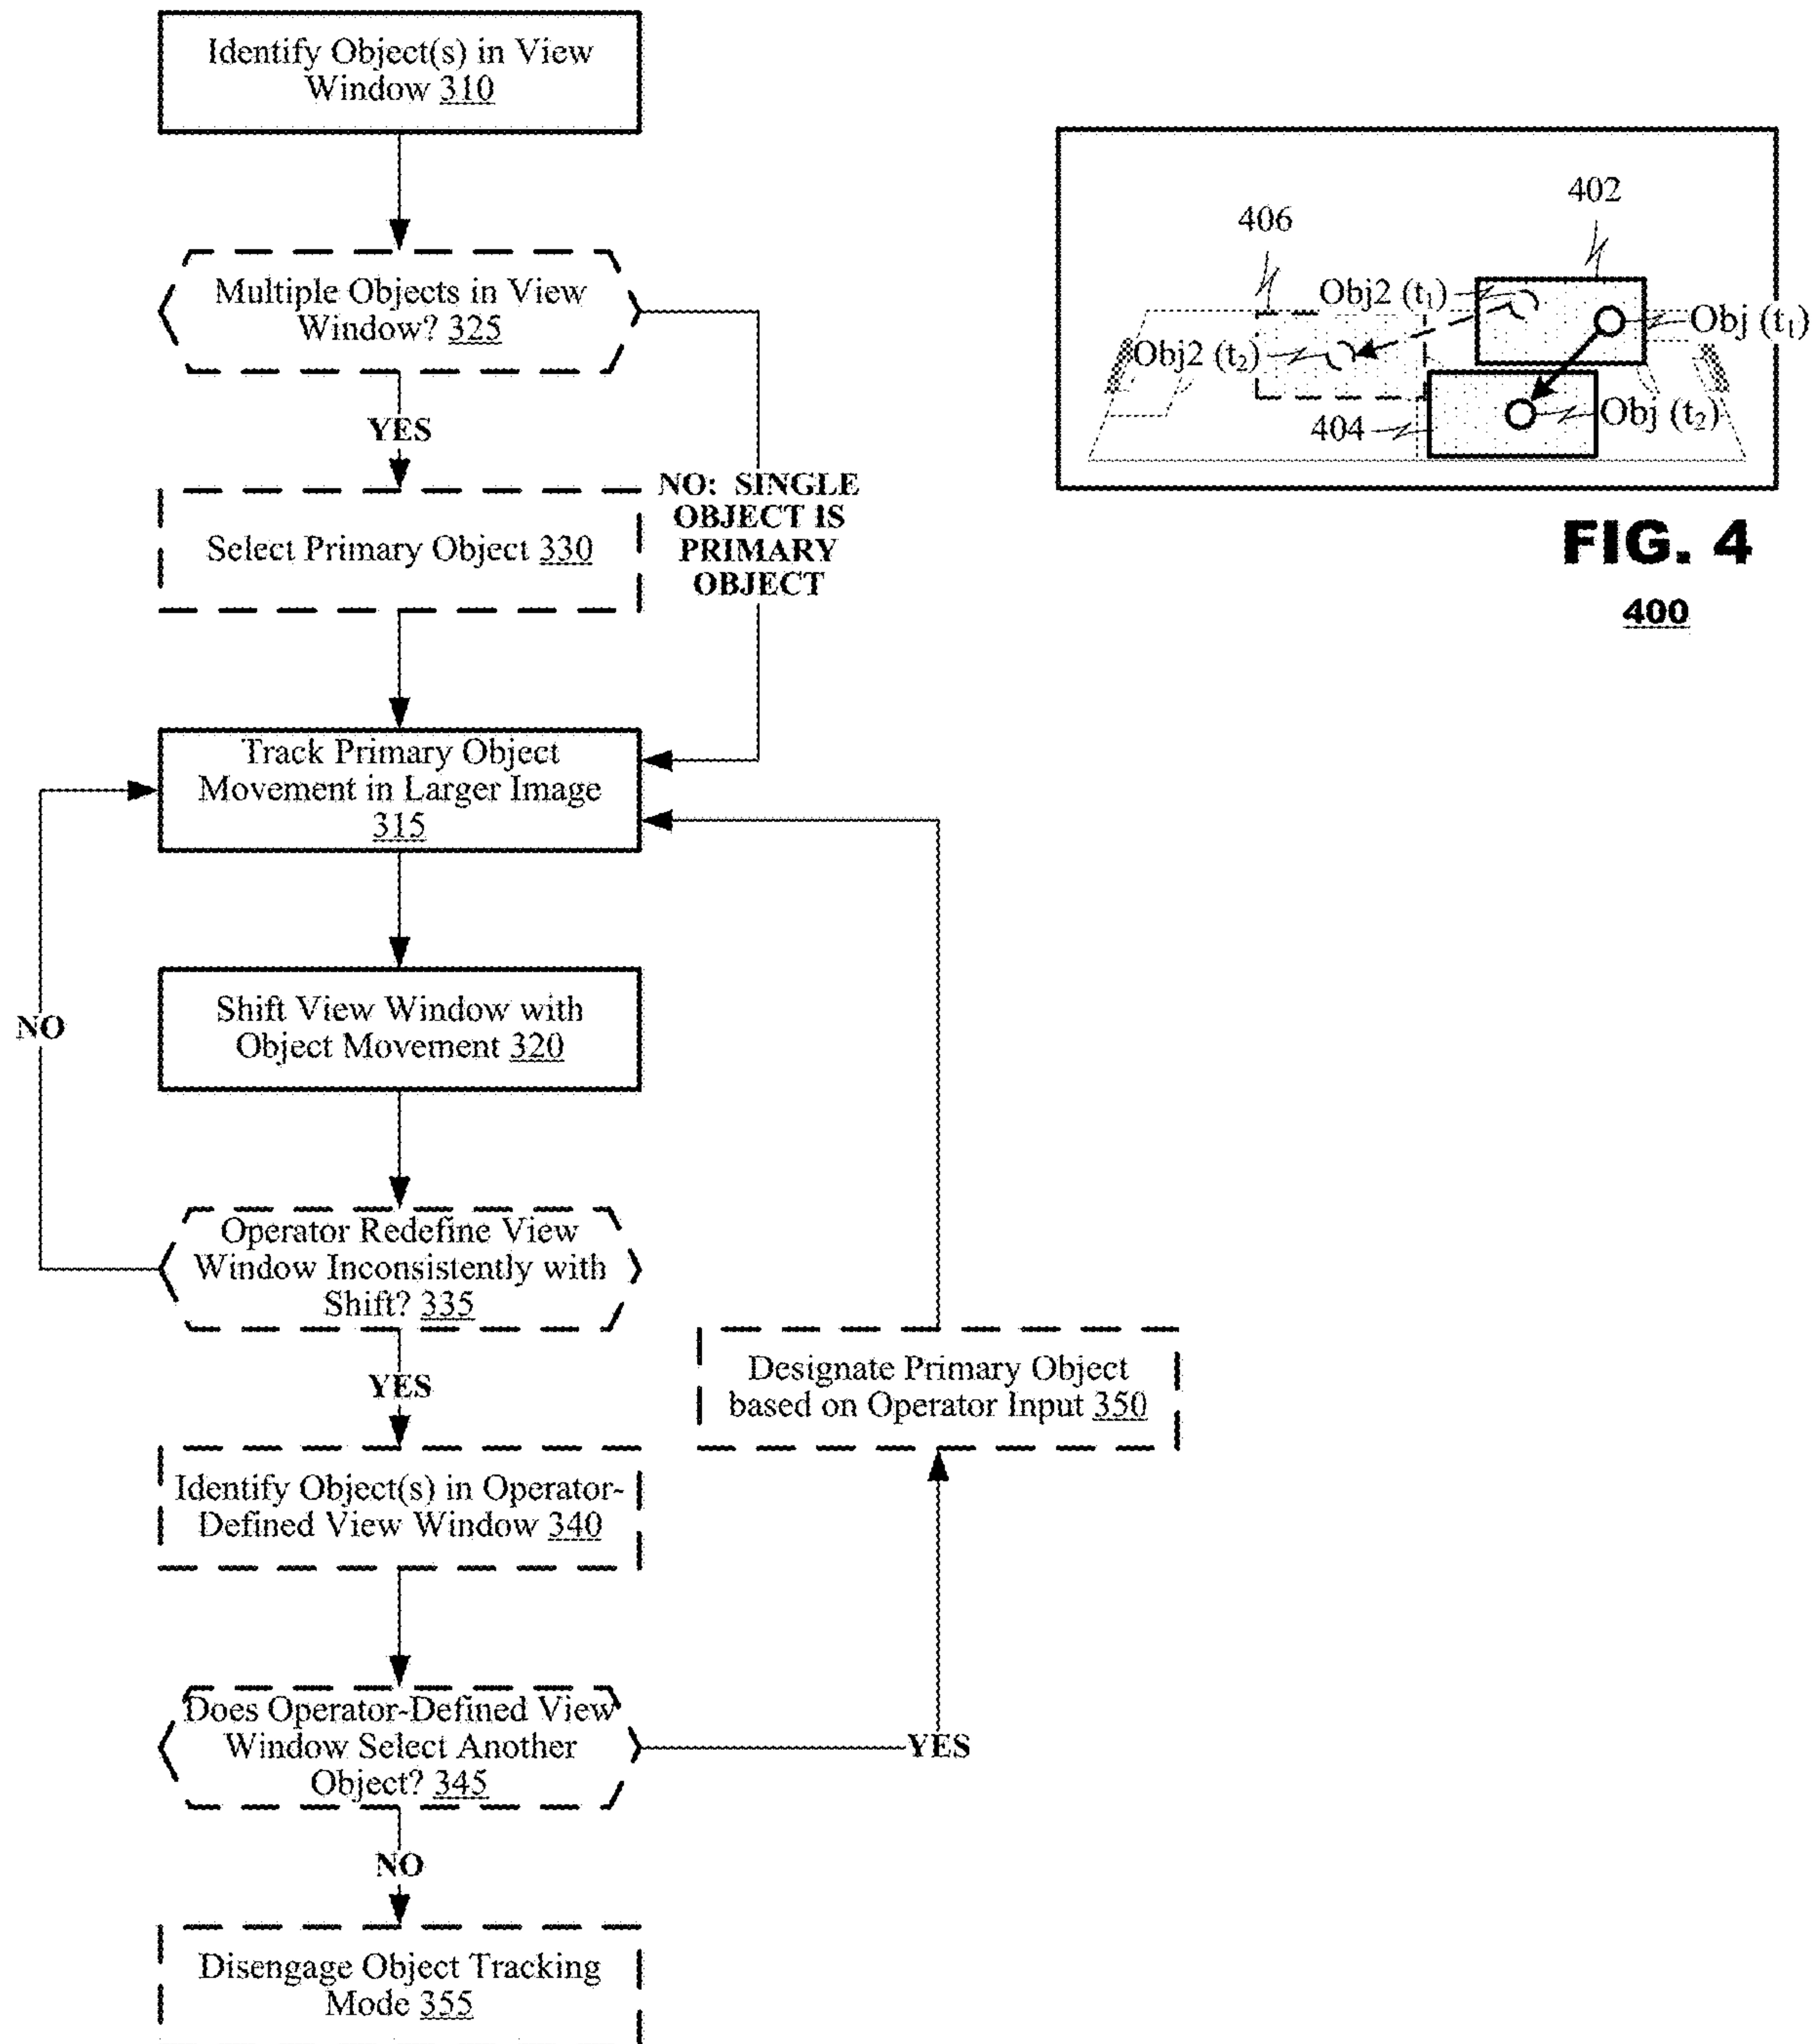 Identify Object(s) in View
Window 310
Multiple Objects in View
Window? 325
YES
NO: SINGLE
OBJECT IS
PRIMARY
OBJECT
Select Primary Object 330
Track Primary Object
Movement in Larger Image
315
Shift View Window with
Object Movement 320
NO
Operator Redefine View
Window Inconsistently with
Shift? 335
YES
Designate Primary Object
based on Operator Input 350
Identify Object(s) in Operator-
Defined View Window 340
Does Operator-Defined View
Window Select Another
Object? 345
YES
NO
Disengage Object Tracking
Mode 355
402
406
Obj2 (t₁)
Obj (t₁)
Obj2 (t₂)
Obj (t₂)
404
FIG. 4
400